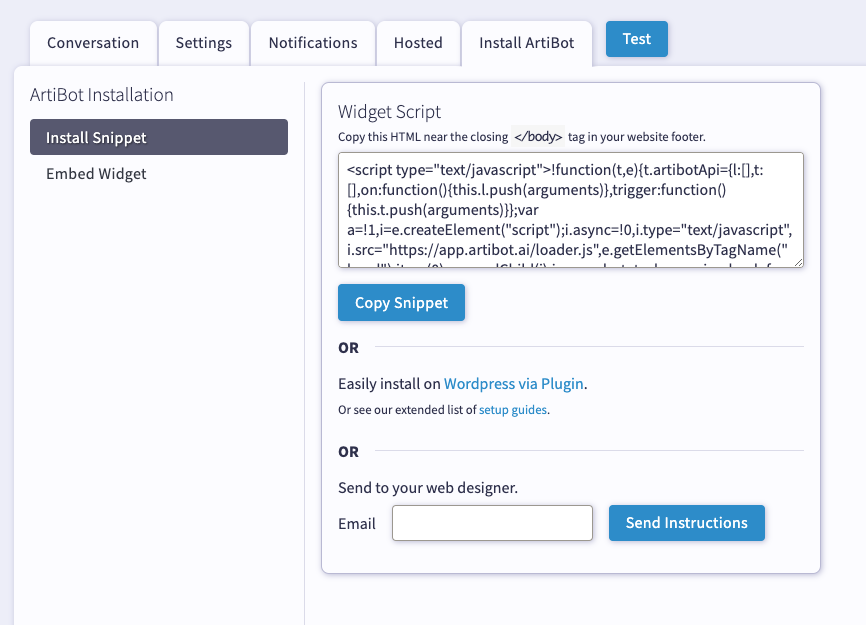 Conversation
Settings
Notifications
Hosted
Install ArtiBot
Test
ArtiBot Installation
Install Snippet
Embed Widget
Widget Script
Copy this HTML near the closing </body> tag in your website footer.
<script type="text/javascript">!function(t,e){t.artibotApi={l:[],t:
[],on:function(){this.l.push(arguments)},trigger:function()
{this.t.push(arguments)}};var
a=!1,i=e.createElement("script");i.async=!0,i.type="text/javascript",
i.src="https://app.artibot.ai/loader.js",e.getElementsByTagName("
Copy Snippet
OR
Easily install on Wordpress via Plugin.
Or see our extended list of setup guides.
OR
Send to your web designer.
Email
Send Instructions